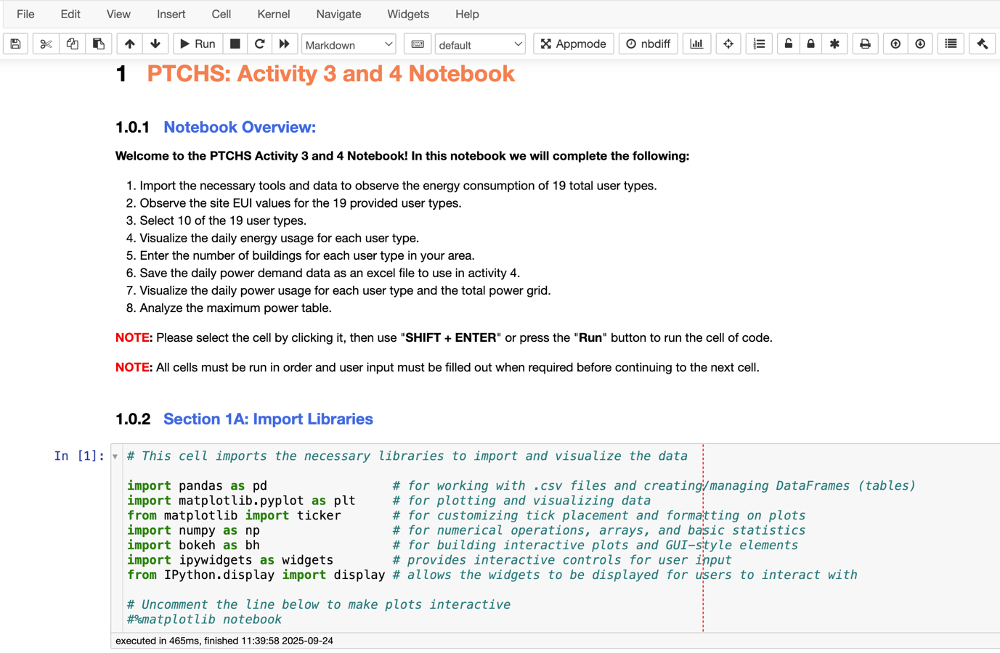 File Edit View Insert Cell Kernel Navigate Widgets Help
Run Markdown default Appmode nbdiff
1 PTCHS: Activity 3 and 4 Notebook
1.0.1 Notebook Overview:
Welcome to the PTCHS Activity 3 and 4 Notebook! In this notebook we will complete the following:
1. Import the necessary tools and data to observe the energy consumption of 19 total user types.
2. Observe the site EUI values for the 19 provided user types.
3. Select 10 of the 19 user types.
4. Visualize the daily energy usage for each user type.
5. Enter the number of buildings for each user type in your area.
6. Save the daily power demand data as an excel file to use in activity 4.
7. Visualize the daily power usage for each user type and the total power grid.
8. Analyze the maximum power table.
NOTE: Please select the cell by clicking it, then use "SHIFT + ENTER" or press the "Run" button to run the cell of code.
NOTE: All cells must be run in order and user input must be filled out when required before continuing to the next cell.
1.0.2 Section 1A: Import Libraries
In [1]: # This cell imports the necessary libraries to import and visualize the data
import pandas as pd # for working with .csv files and creating/managing DataFrames (tables)
import matplotlib.pyplot as plt # for plotting and visualizing data
from matplotlib import ticker # for customizing tick placement and formatting on plots
import numpy as np # for numerical operations, arrays, and basic statistics
import bokeh as bh # for building interactive plots and GUI-style elements
import ipywidgets as widgets # provides interactive controls for user input
from IPython.display import display # allows the widgets to be displayed for users to interact with
# Uncomment the line below to make plots interactive
#%matplotlib notebook
executed in 465ms, finished 11:39:58 2025-09-24